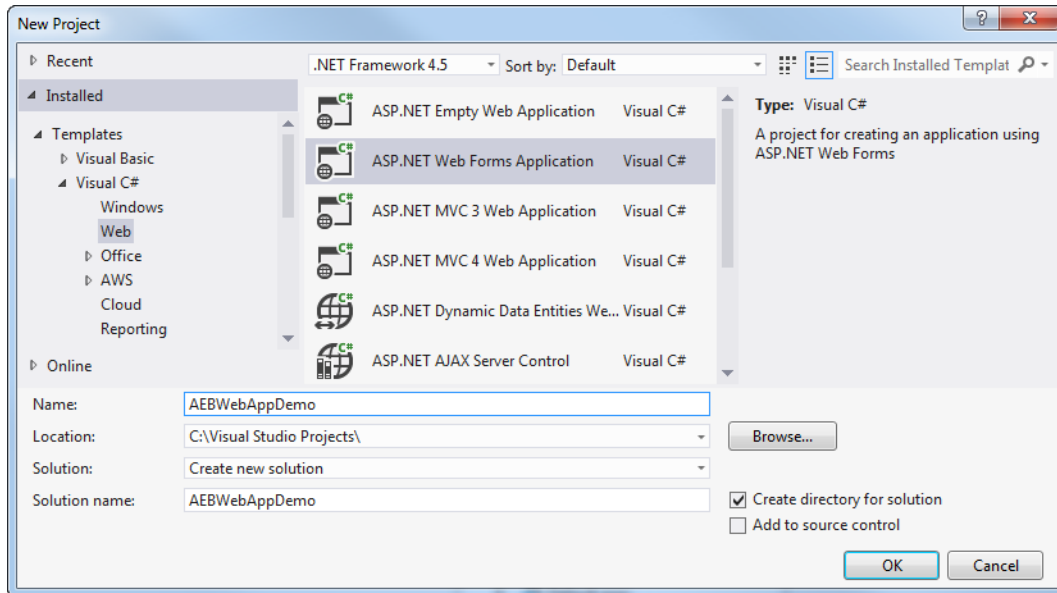 New Project
Recent
Installed
Templates
Visual Basic
Visual C#
Windows
Web
Office
AWS
Cloud
Reporting
Online
.NET Framework 4.5
Sort by: Default
Search Installed Templat
ASP.NET Empty Web Application Visual C#
ASP.NET Web Forms Application Visual C#
ASP.NET MVC 3 Web Application Visual C#
ASP.NET MVC 4 Web Application Visual C#
ASP.NET Dynamic Data Entities We... Visual C#
ASP.NET AJAX Server Control Visual C#
Type: Visual C#
A project for creating an application using
ASP.NET Web Forms
Name: AEBWebAppDemo
Location: C:\Visual Studio Projects\
Browse...
Solution: Create new solution
Solution name: AEBWebAppDemo
Create directory for solution
Add to source control
OK Cancel